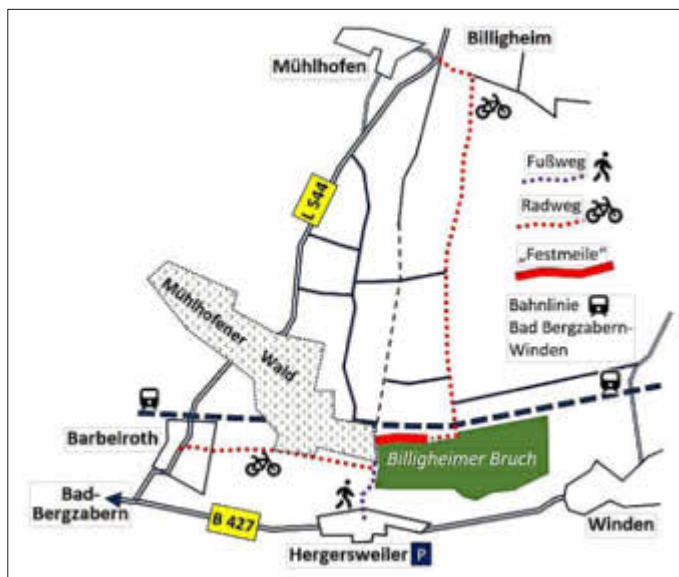 Billigheim
Mühlhofen
Fußweg
Radweg
L 544
„Festmeile“
Bahnlinie
Bad Bergzabern-
Winden
Mühlhofener
Wald
Barbelroth
Billigheimer Bruch
Bad-
Bergzabern
B 427
Winden
Hergersweiler P